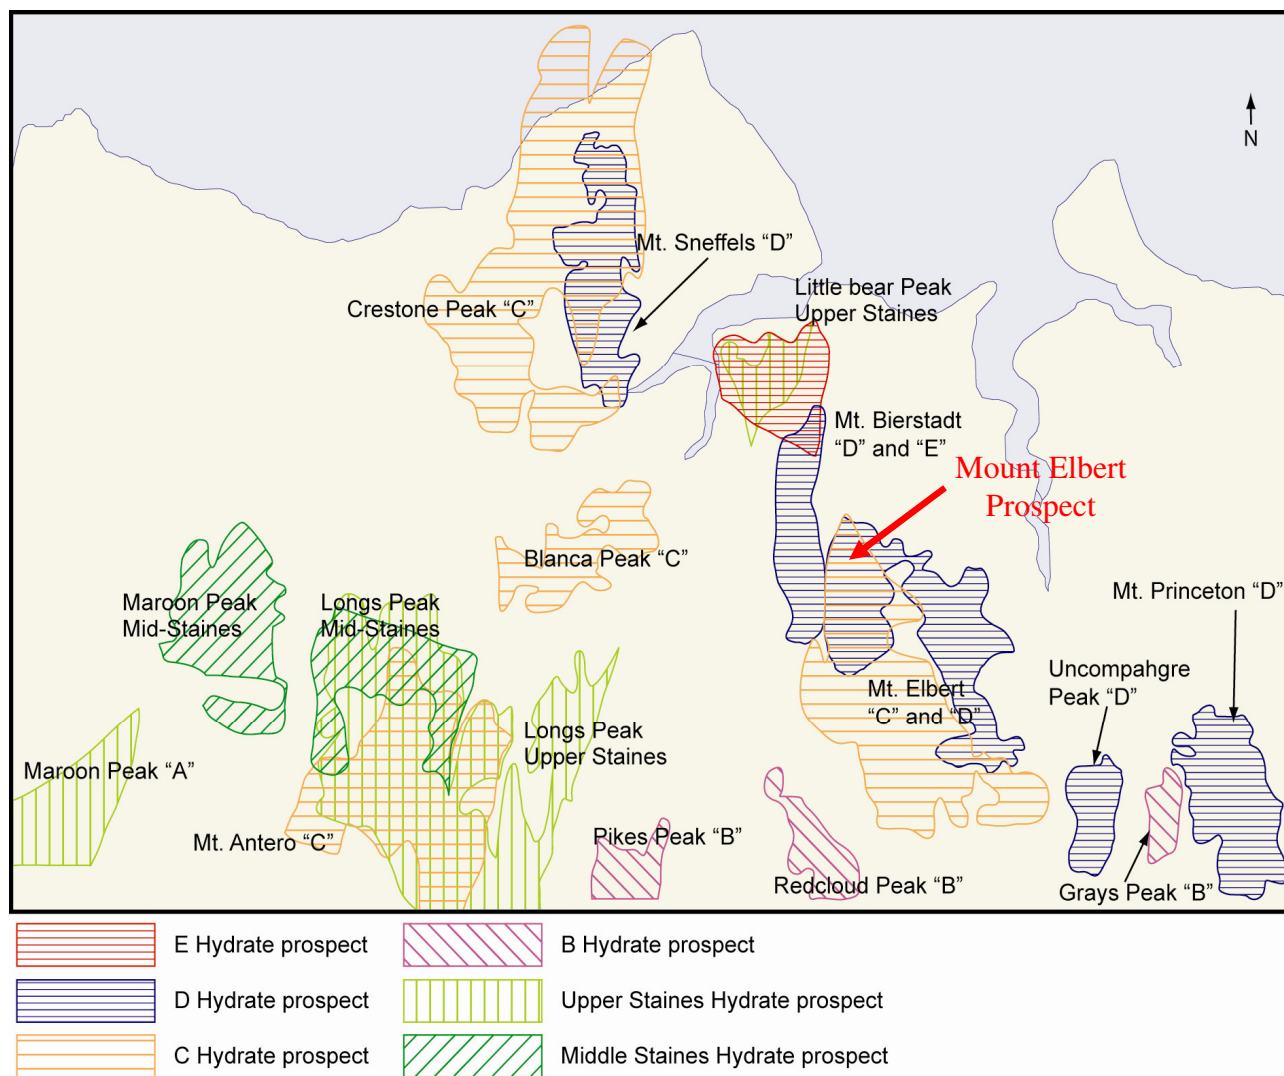 N
Mt. Sneffels “D”
Little bear Peak
Upper Staines
Crestone Peak “C”
Mt. Bierstadt
“D” and “E”
Mount Elbert
Prospect
Blanca Peak “C”
Maroon Peak
Mid-Staines
Longs Peak
Mid-Staines
Mt. Princeton “D”
Uncompahgre
Peak “D”
Mt. Elbert
“C” and “D”
Longs Peak
Upper Staines
Maroon Peak “A”
Mt. Antero “C”
Pikes Peak “B”
Redcloud Peak “B”
Grays Peak “B”
E Hydrate prospect
B Hydrate prospect
D Hydrate prospect
Upper Staines Hydrate prospect
C Hydrate prospect
Middle Staines Hydrate prospect